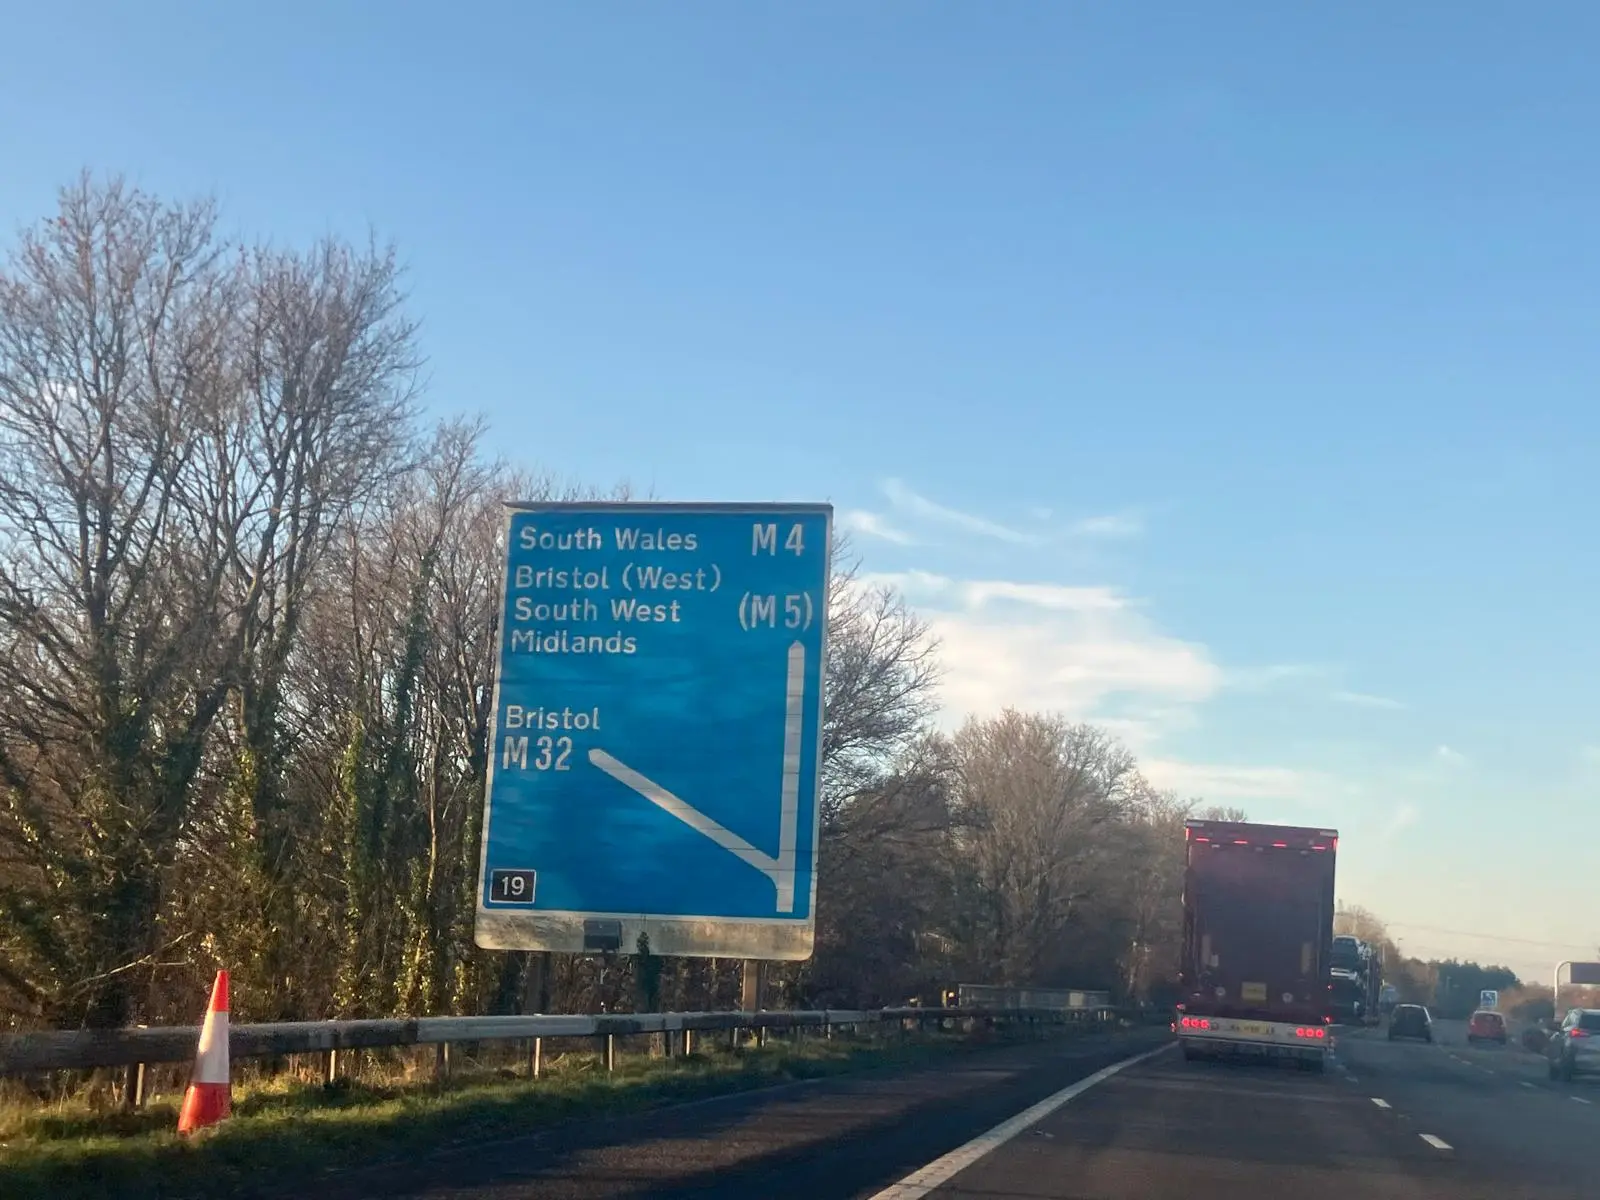 South Wales M4
Bristol (West)
South West (M5)
Midlands
Bristol
M32
19